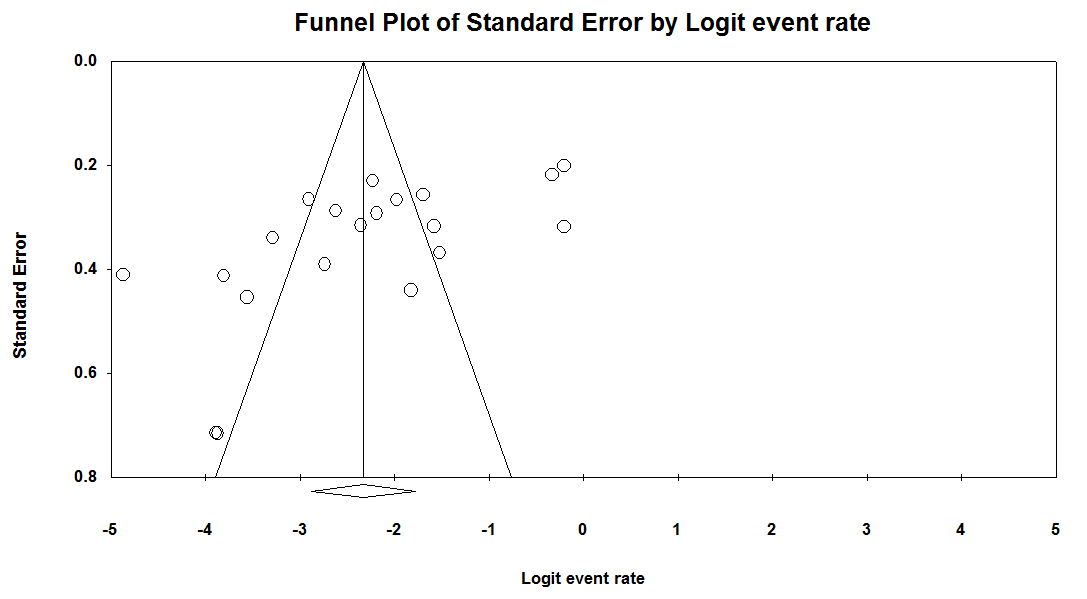 Funnel Plot of Standard Error by Logit event rate
0.0
0.2
0.4
0.6
0.8
Standard Error
-5 -4 -3 -2 -1 0 1 2 3 4 5
Logit event rate